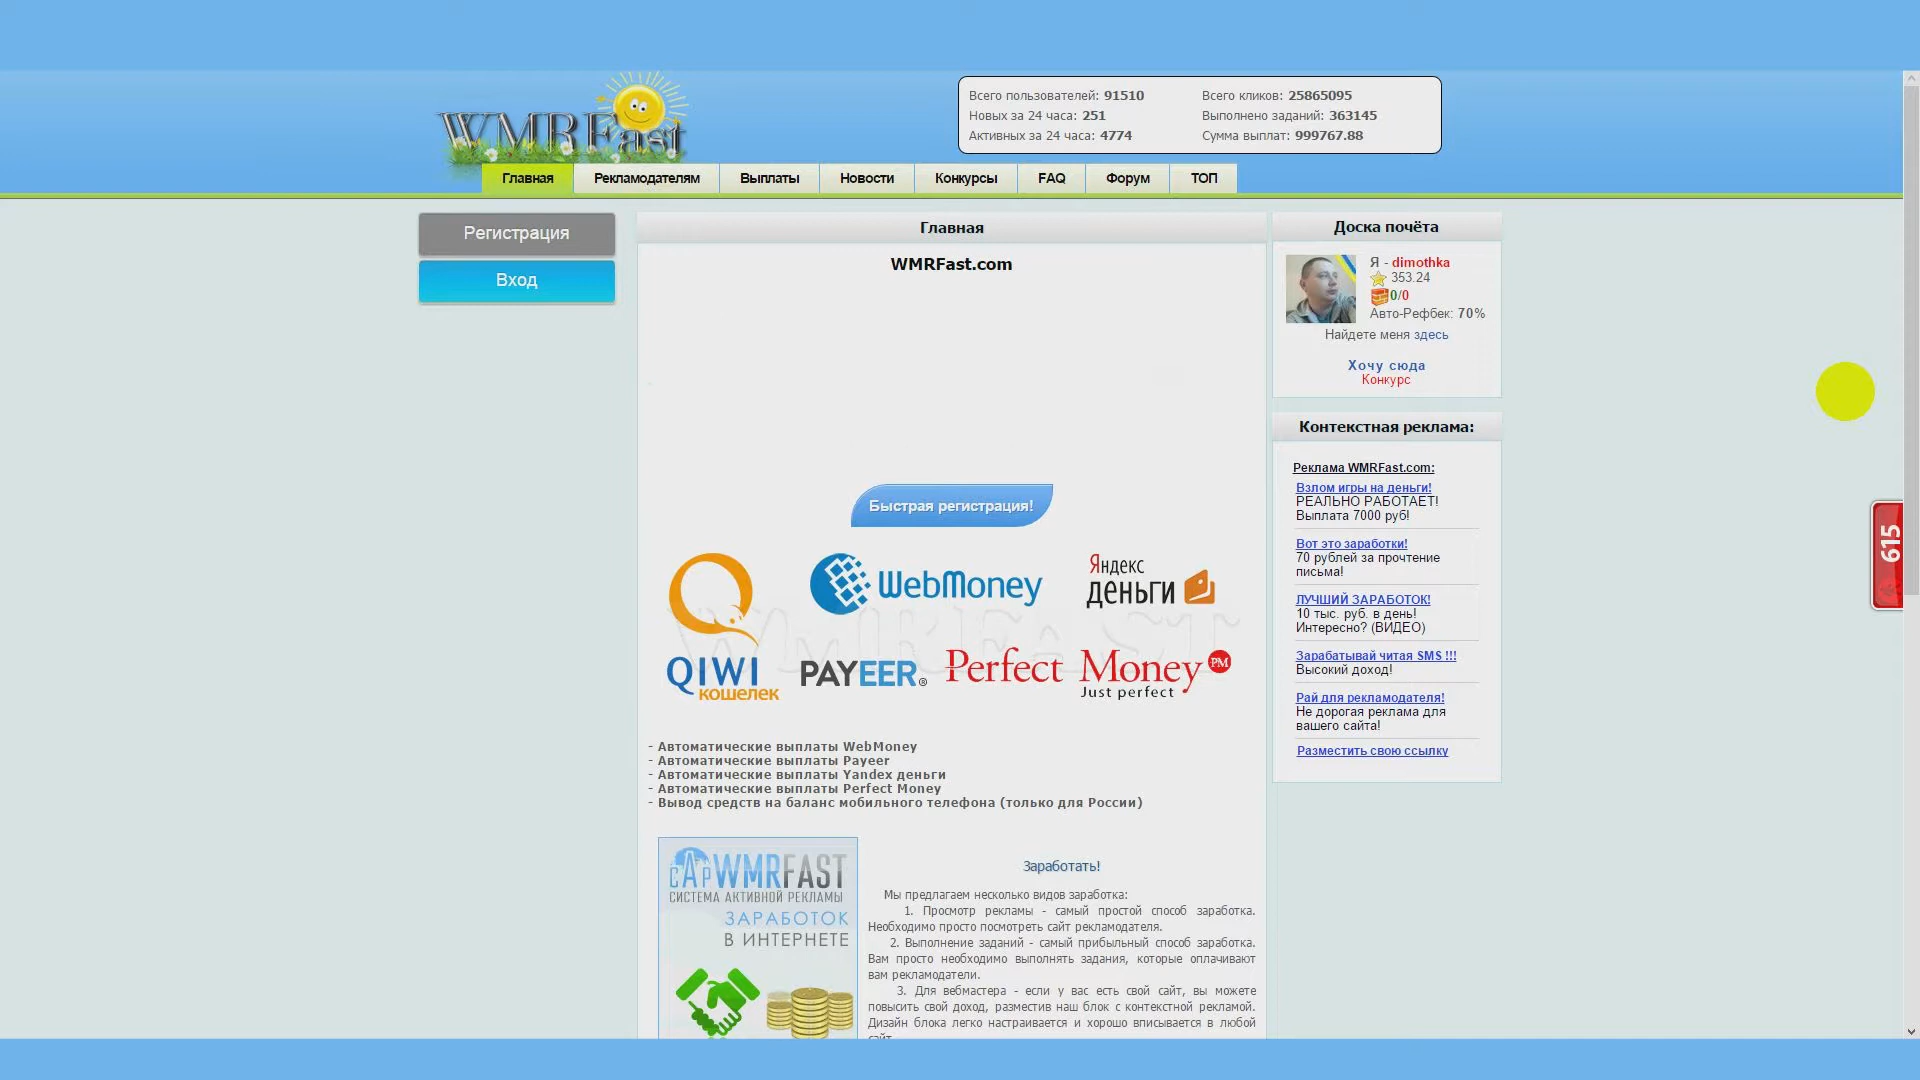 WMRFast
Всего пользователей: 91510
Новых за 24 часа: 251
Активных за 24 часа: 4774
Всего кликов: 25865095
Выполнено заданий: 363145
Сумма выплат: 999767.88
Главная Рекламодателям Выплаты Новости Конкурсы FAQ Форум ТОП
Регистрация
Вход
Главная
WMRFast.com
Быстрая регистрация!
QIWI
кошелек
WebMoney
Яндекс
деньги
PAYEER®
Perfect Money PM
Just perfect
WMRFAST
- Автоматические выплаты WebMoney
- Автоматические выплаты Payeer
- Автоматические выплаты Yandex деньги
- Автоматические выплаты Perfect Money
- Вывод средств на баланс мобильного телефона (только для России)
сАр WMRFAST
СИСТЕМА АКТИВНОЙ РЕКЛАМЫ
ЗАРАБОТОК
В ИНТЕРНЕТЕ
Заработать!
Мы предлагаем несколько видов заработка:
1. Просмотр рекламы - самый простой способ заработка.
Необходимо просто посмотреть сайт рекламодателя.
2. Выполнение заданий - самый прибыльный способ заработка.
Вам просто необходимо выполнять задания, которые оплачивают
вам рекламодатели.
3. Для вебмастера - если у вас есть свой сайт, вы можете
повысить свой доход, разместив наш блок с контекстной рекламой.
Дизайн блока легко настраивается и хорошо вписывается в любой
сайт.
Доска почёта
Я - dimothka
353.24
0/0
Авто-Рефбек: 70%
Найдете меня здесь
Хочу сюда
Конкурс
Контекстная реклама:
Реклама WMRFast.com:
Взлом игры на деньги!
РЕАЛЬНО РАБОТАЕТ!
Выплата 7000 руб!
Вот это заработки!
70 рублей за прочтение
письма!
ЛУЧШИЙ ЗАРАБОТОК!
10 тыс. руб. в день!
Интересно? (ВИДЕО)
Зарабатывай читая SMS !!!
Высокий доход!
Рай для рекламодателя!
Не дорогая реклама для
вашего сайта!
Разместить свою ссылку
615